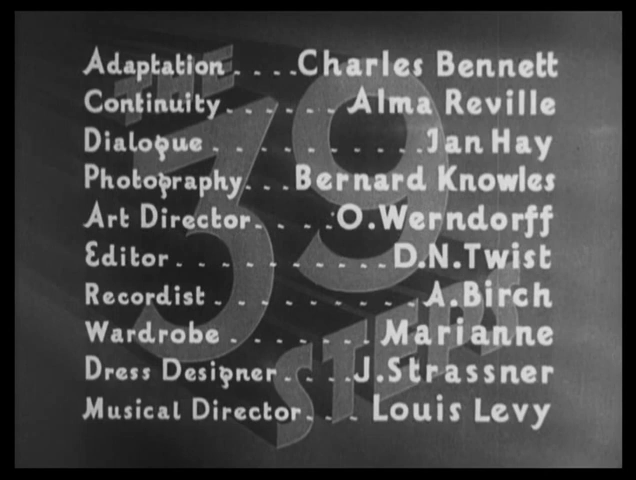 THE
39
STEPS
Adaptation....Charles Bennett
Continuity......Alma Reville
Dialogue...........Ian Hay
Photography...Bernard Knowles
Art Director.....O.Werndorff
Editor..........D.N.Twist
Recordist..........A.Birch
Wardrobe.......Marianne
Dress Designer....J.Strassner
Musical Director...Louis Levy